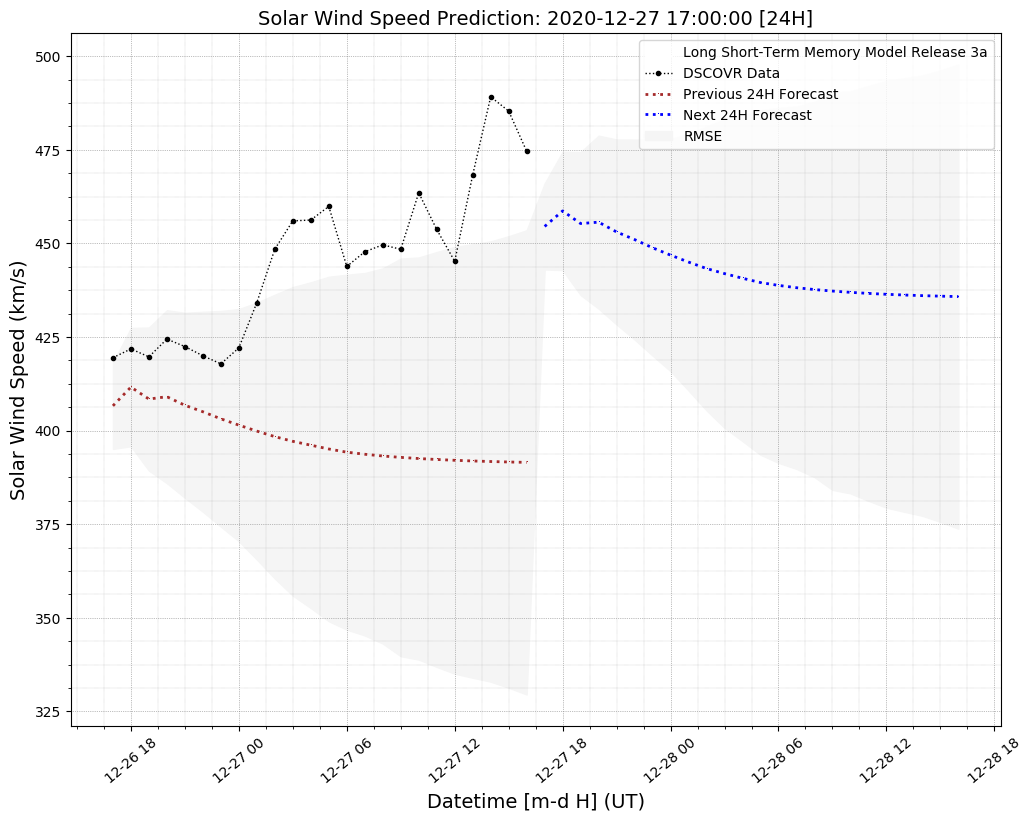 Solar Wind Speed Prediction: 2020-12-27 17:00:00 [24H]
Long Short-Term Memory Model Release 3a
DSCOVR Data
Previous 24H Forecast
Next 24H Forecast
RMSE
Solar Wind Speed (km/s)
500
475
450
425
400
375
350
325
12-26 18
12-27 00
12-27 06
12-27 12
12-27 18
12-28 00
12-28 06
12-28 12
12-28 18
Datetime [m-d H] (UT)